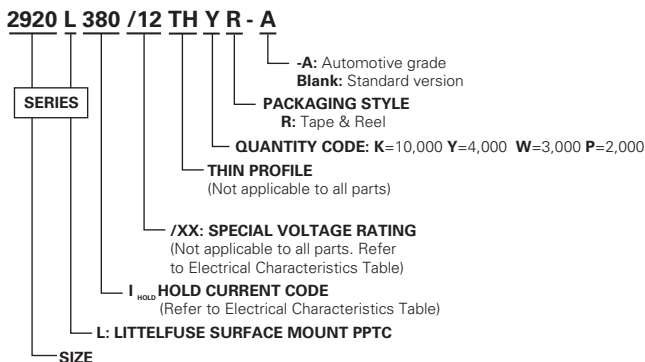 2920 L 380 /12 TH Y R - A
-A: Automotive grade
Blank: Standard version
SERIES
PACKAGING STYLE
R: Tape & Reel
QUANTITY CODE: K=10,000 Y=4,000 W=3,000 P=2,000
THIN PROFILE
(Not applicable to all parts)
/XX: SPECIAL VOLTAGE RATING
(Not applicable to all parts. Refer
to Electrical Characteristics Table)
I HOLD HOLD CURRENT CODE
(Refer to Electrical Characteristics Table)
L: LITTELFUSE SURFACE MOUNT PPTC
SIZE